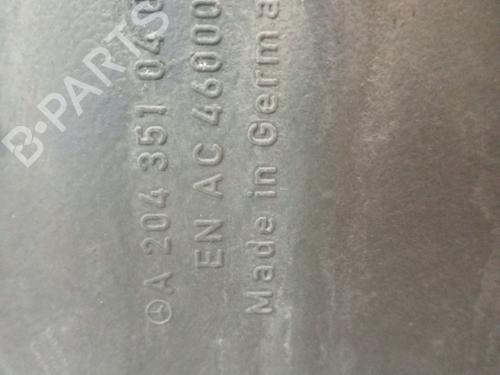 A 204 351 04
EN AC 46000
Made in Germa
B-PARTS